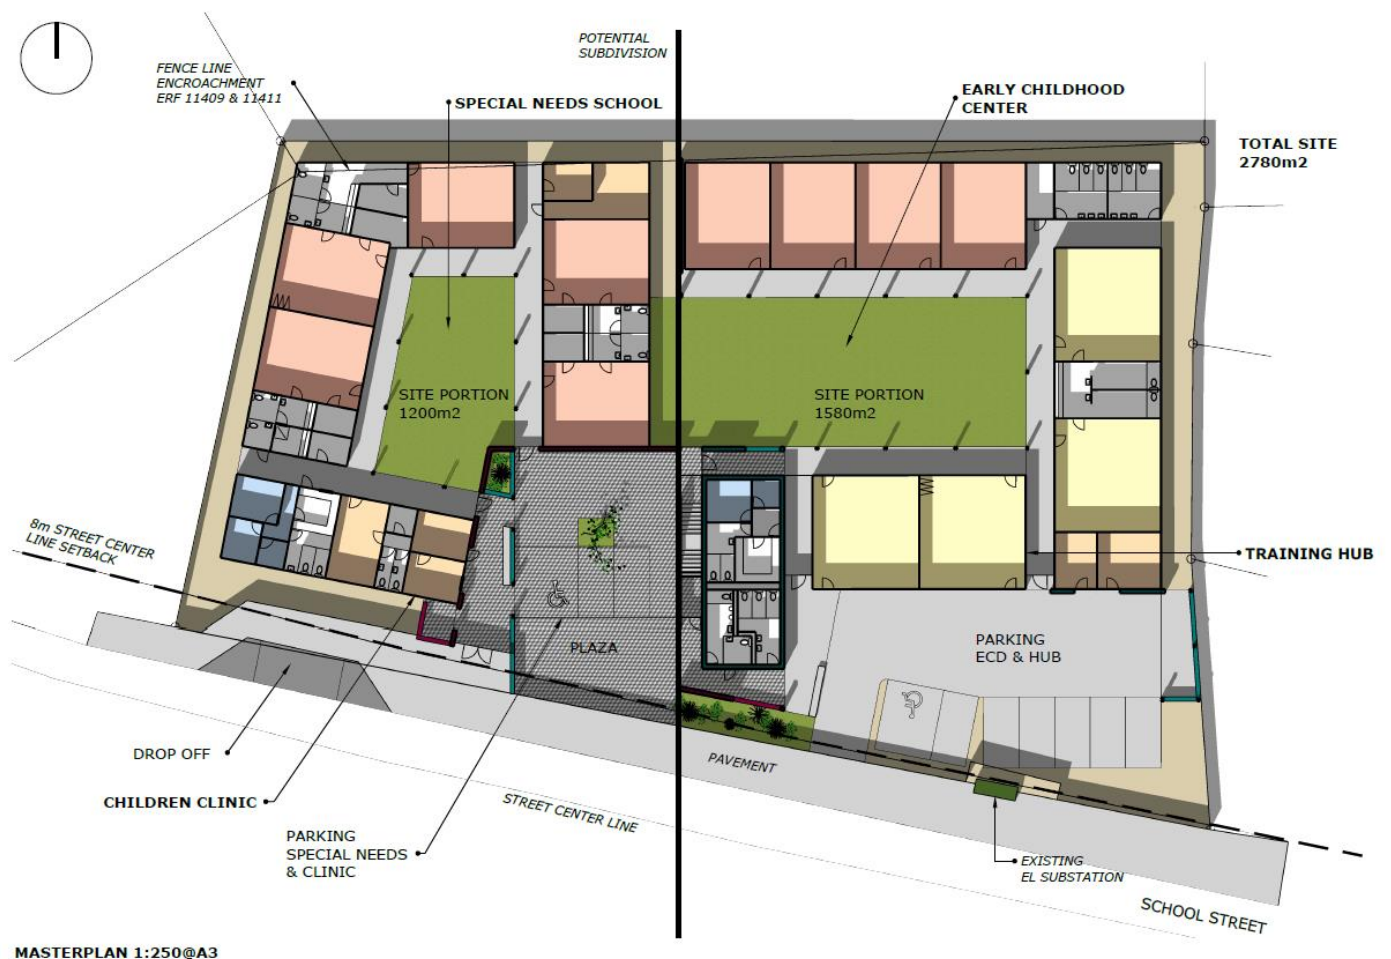 POTENTIAL
SUBDIVISION
FENCE LINE
ENCROACHMENT
ERF 11409 & 11411
SPECIAL NEEDS SCHOOL
EARLY CHILDHOOD
CENTER
TOTAL SITE
2780m2
SITE PORTION
1200m2
SITE PORTION
1580m2
8m STREET CENTER
LINE SETBACK
TRAINING HUB
PLAZA
PARKING
ECD & HUB
DROP OFF
PAVEMENT
CHILDREN CLINIC
STREET CENTER LINE
PARKING
SPECIAL NEEDS
& CLINIC
EXISTING
EL SUBSTATION
SCHOOL STREET
MASTERPLAN 1:250@A3